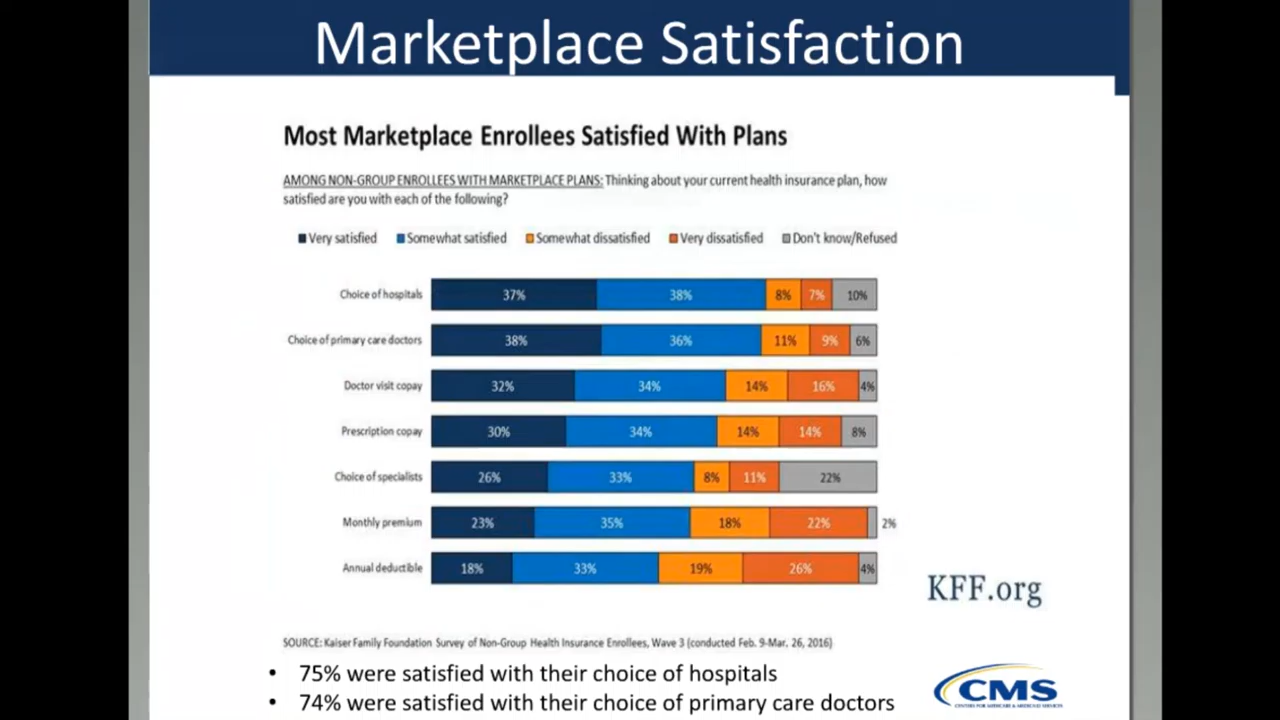 Marketplace Satisfaction
Most Marketplace Enrollees Satisfied With Plans
AMONG NON-GROUP ENROLLEES WITH MARKETPLACE PLANS: Thinking about your current health insurance plan, how
satisfied are you with each of the following?
Very satisfied Somewhat satisfied Somewhat dissatisfied Very dissatisfied Don't know/Refused
Choice of hospitals 37% 38% 8% 7% 10%
Choice of primary care doctors 38% 36% 11% 9% 6%
Doctor visit copay 32% 34% 14% 16% 4%
Prescription copay 30% 34% 14% 14% 8%
Choice of specialists 26% 33% 8% 11% 22%
Monthly premium 23% 35% 18% 22% 2%
Annual deductible 18% 33% 19% 26% 4%
KFF.org
SOURCE: Kaiser Family Foundation Survey of Non-Group Health Insurance Enrollees, Wave 3 (conducted Feb. 9-Mar. 26, 2016)
• 75% were satisfied with their choice of hospitals
• 74% were satisfied with their choice of primary care doctors
CMS
CENTERS FOR MEDICARE & MEDICAID SERVICES